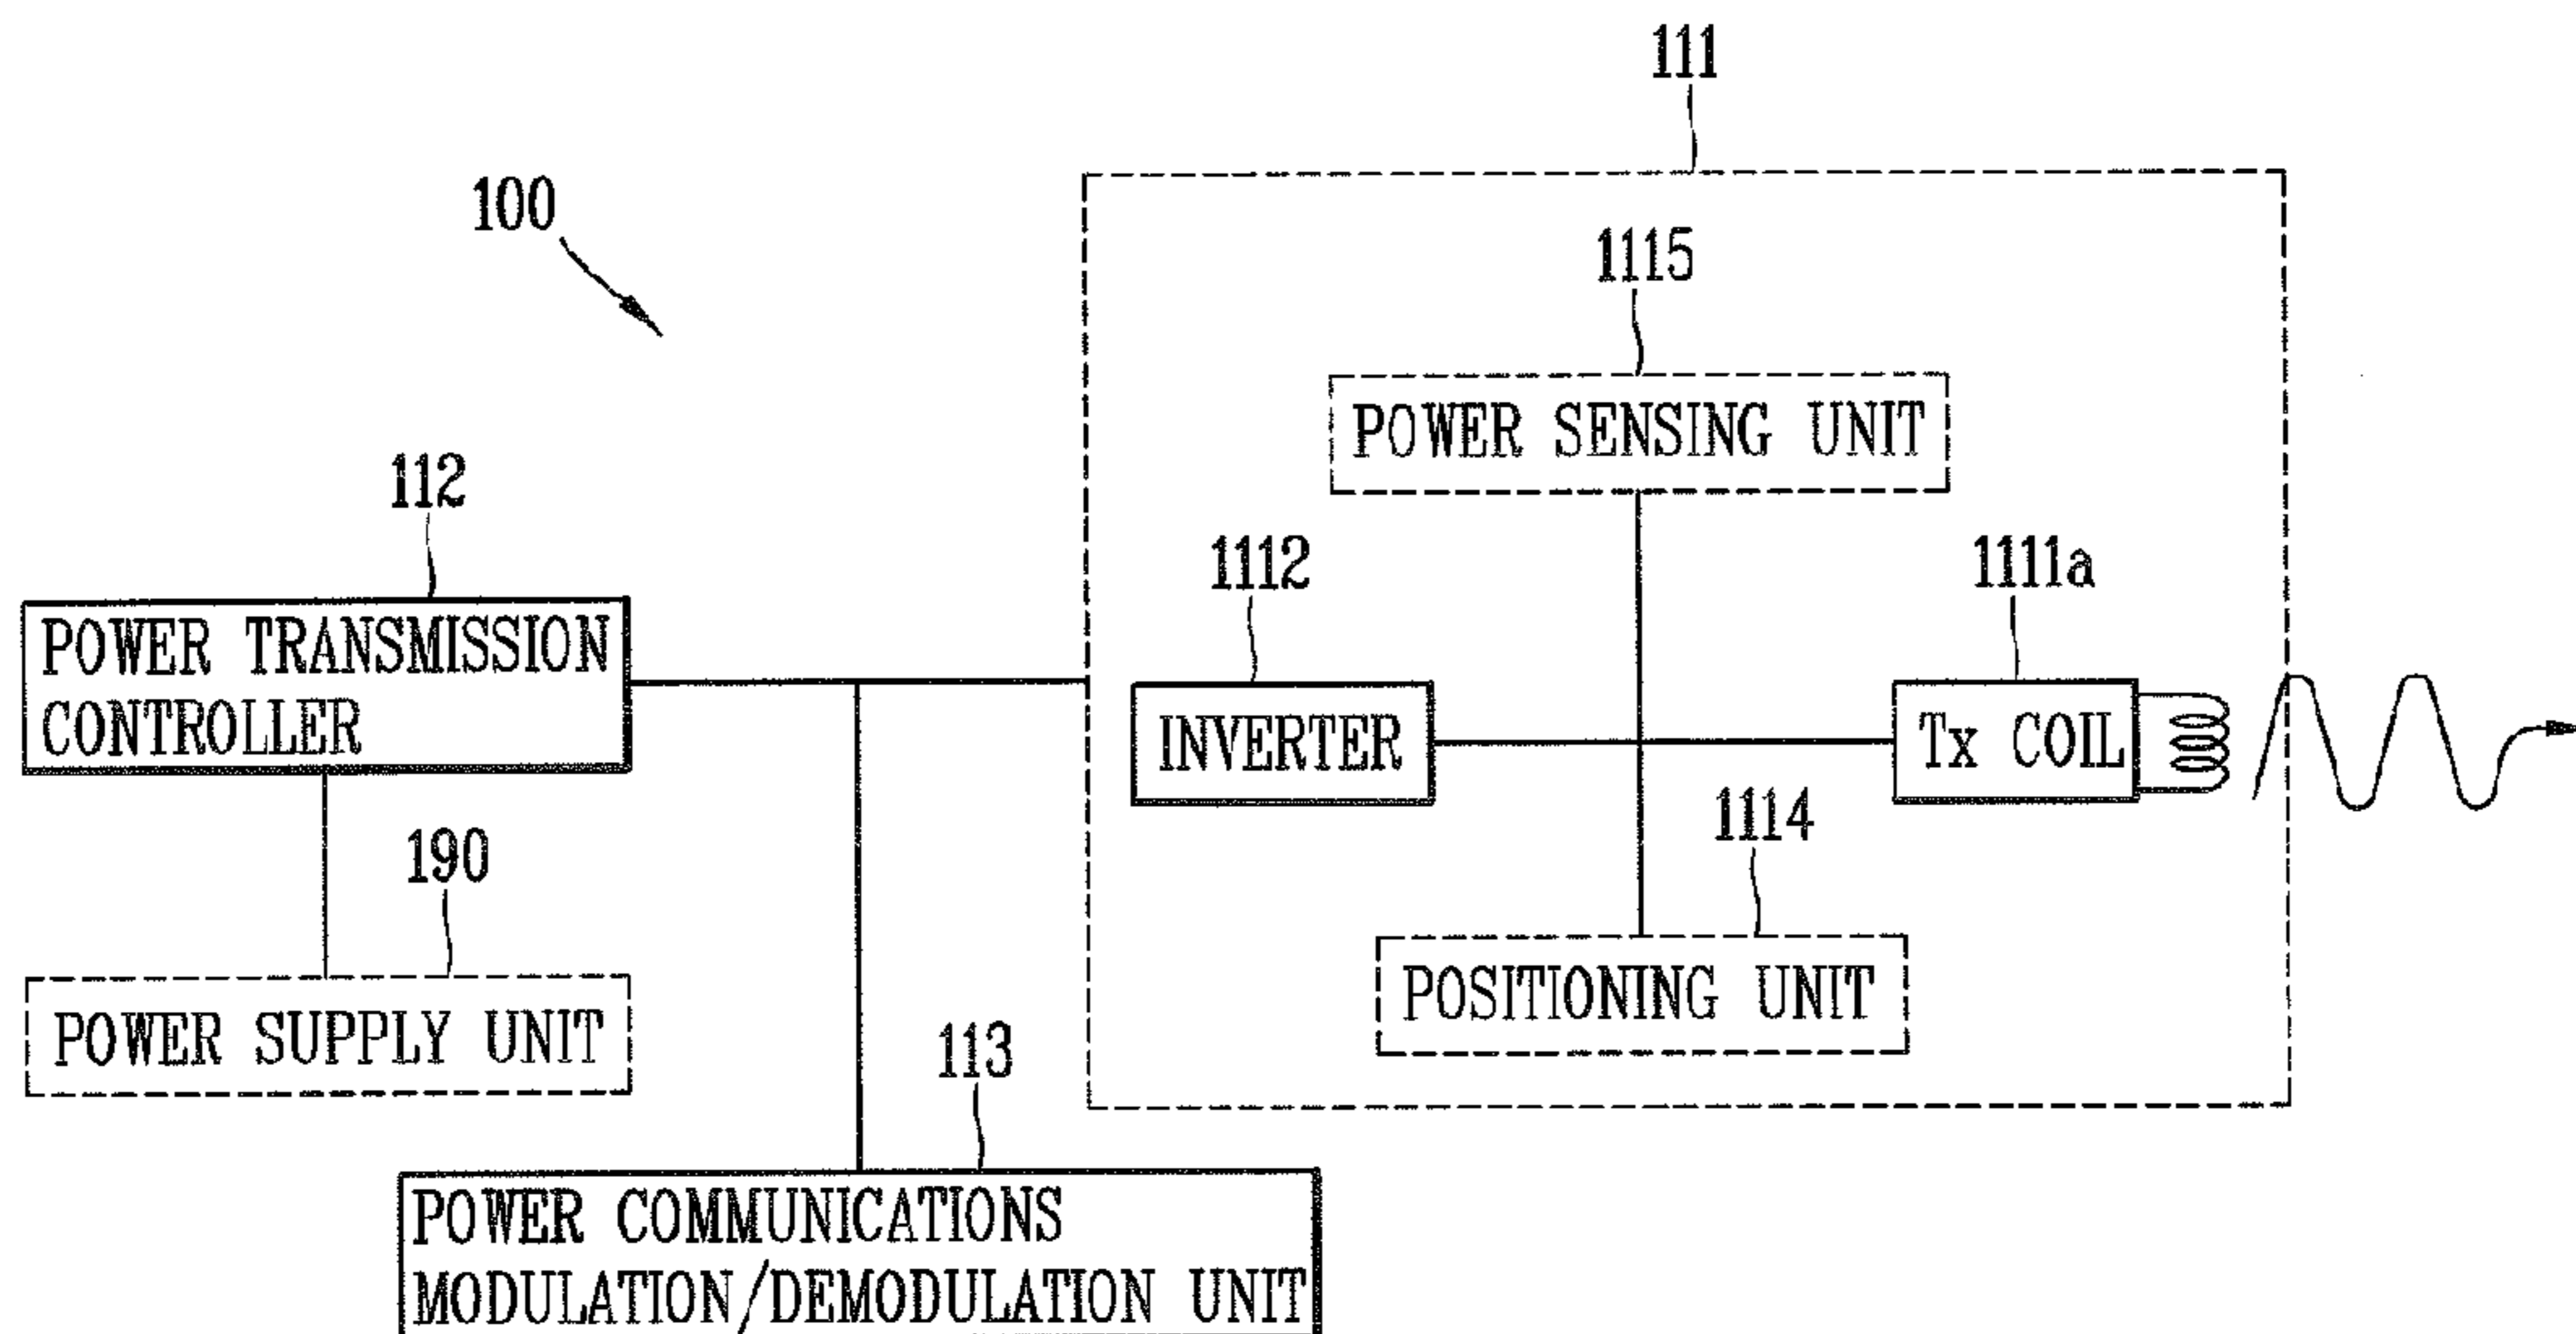 111
100
1115
POWER SENSING UNIT
112
1112
1111a
POWER TRANSMISSION
CONTROLLER
INVERTER
Tx COIL
1114
190
POSITIONING UNIT
POWER SUPPLY UNIT
113
POWER COMMUNICATIONS
MODULATION/DEMODULATION UNIT